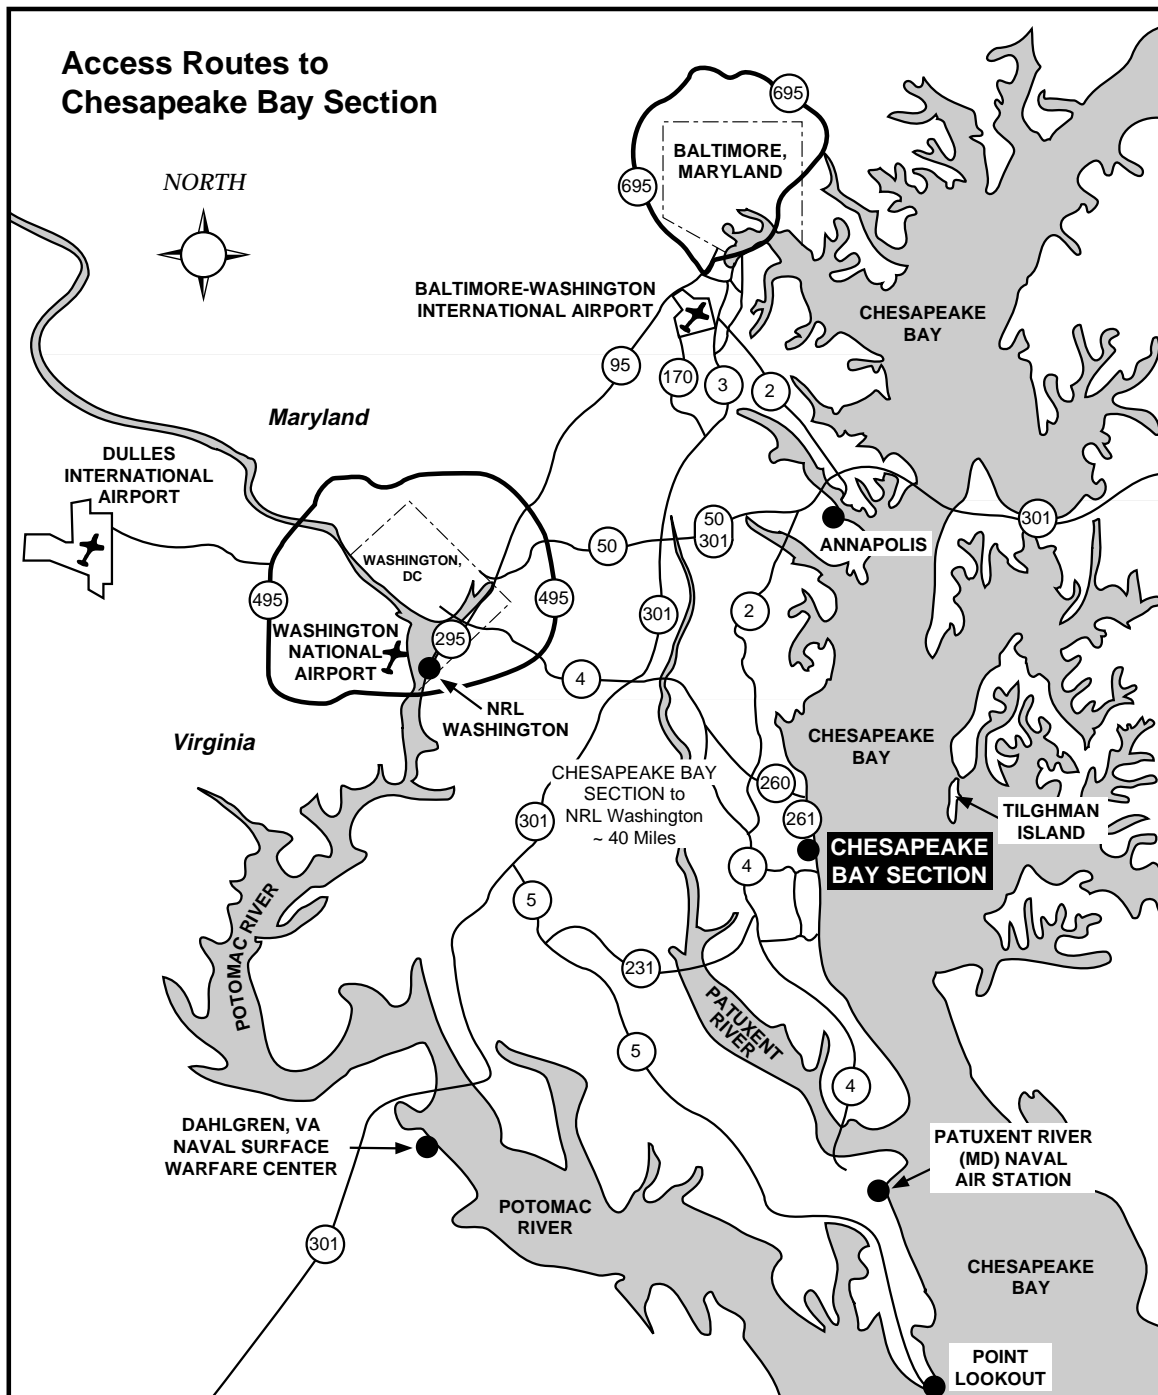 Access Routes to
Chesapeake Bay Section
NORTH
695
BALTIMORE,
MARYLAND
695
BALTIMORE-WASHINGTON
INTERNATIONAL AIRPORT
CHESAPEAKE
BAY
95
170
3
2
Maryland
DULLES
INTERNATIONAL
AIRPORT
50
301
301
ANNAPOLIS
50
WASHINGTON,
DC
495
495
301
2
WASHINGTON
NATIONAL
AIRPORT
295
4
NRL
WASHINGTON
Virginia
CHESAPEAKE
BAY
CHESAPEAKE BAY
SECTION to
NRL Washington
~ 40 Miles
260
261
TILGHMAN
ISLAND
301
CHESAPEAKE
BAY SECTION
4
5
POTOMAC RIVER
231
PATUXENT
RIVER
5
4
DAHLGREN, VA
NAVAL SURFACE
WARFARE CENTER
PATUXENT RIVER
(MD) NAVAL
AIR STATION
POTOMAC
RIVER
301
CHESAPEAKE
BAY
POINT
LOOKOUT